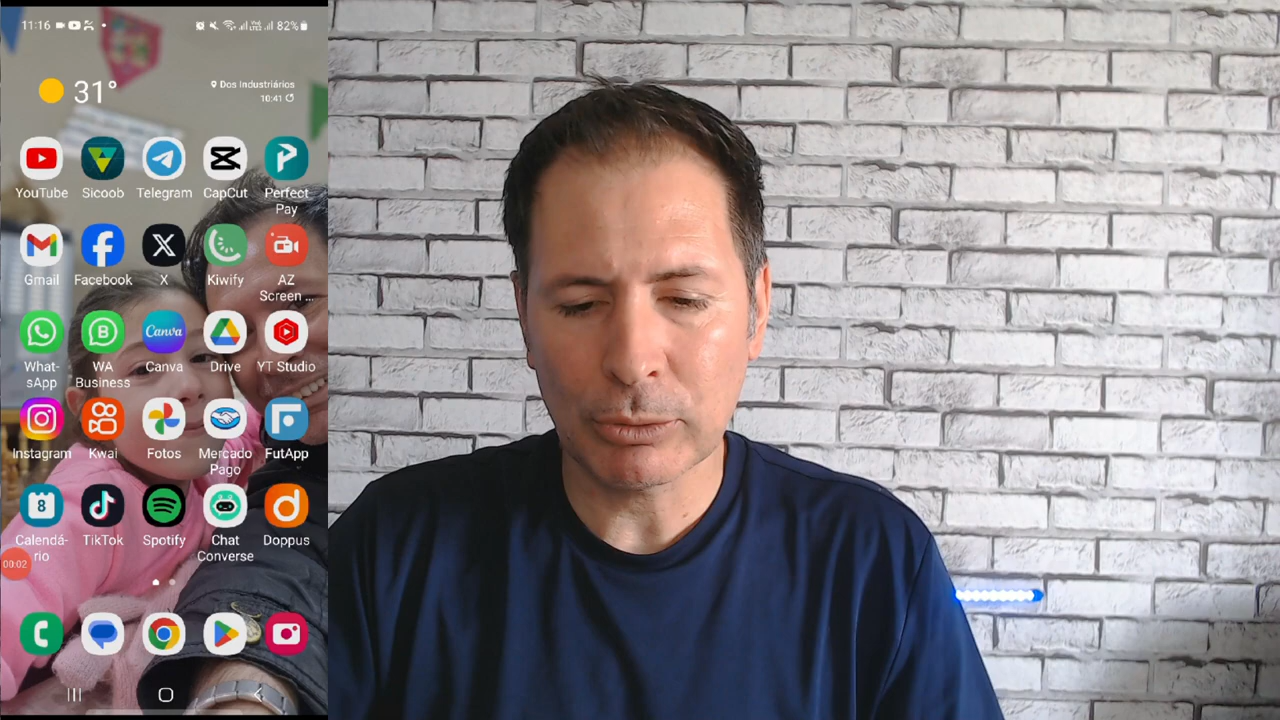 11:16
82%
31°
Dos Industriários
10:41
YouTube
Sicoob
Telegram
CapCut
Perfect
Pay
Gmail
Facebook
X
Kiwify
AZ
Screen ...
What-
sApp
WA
Business
Canva
Canva
Drive
YT Studio
Instagram
Kwai
Fotos
Mercado
Pago
FutApp
8
Calendá-
rio
TikTok
Spotify
Chat
Converse
Doppus
00:02